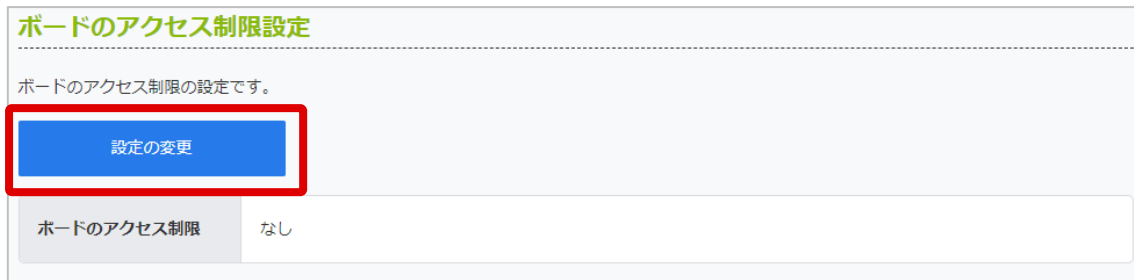 ボードのアクセス制限設定
ボードのアクセス制限の設定です。
設定の変更
ボードのアクセス制限 なし